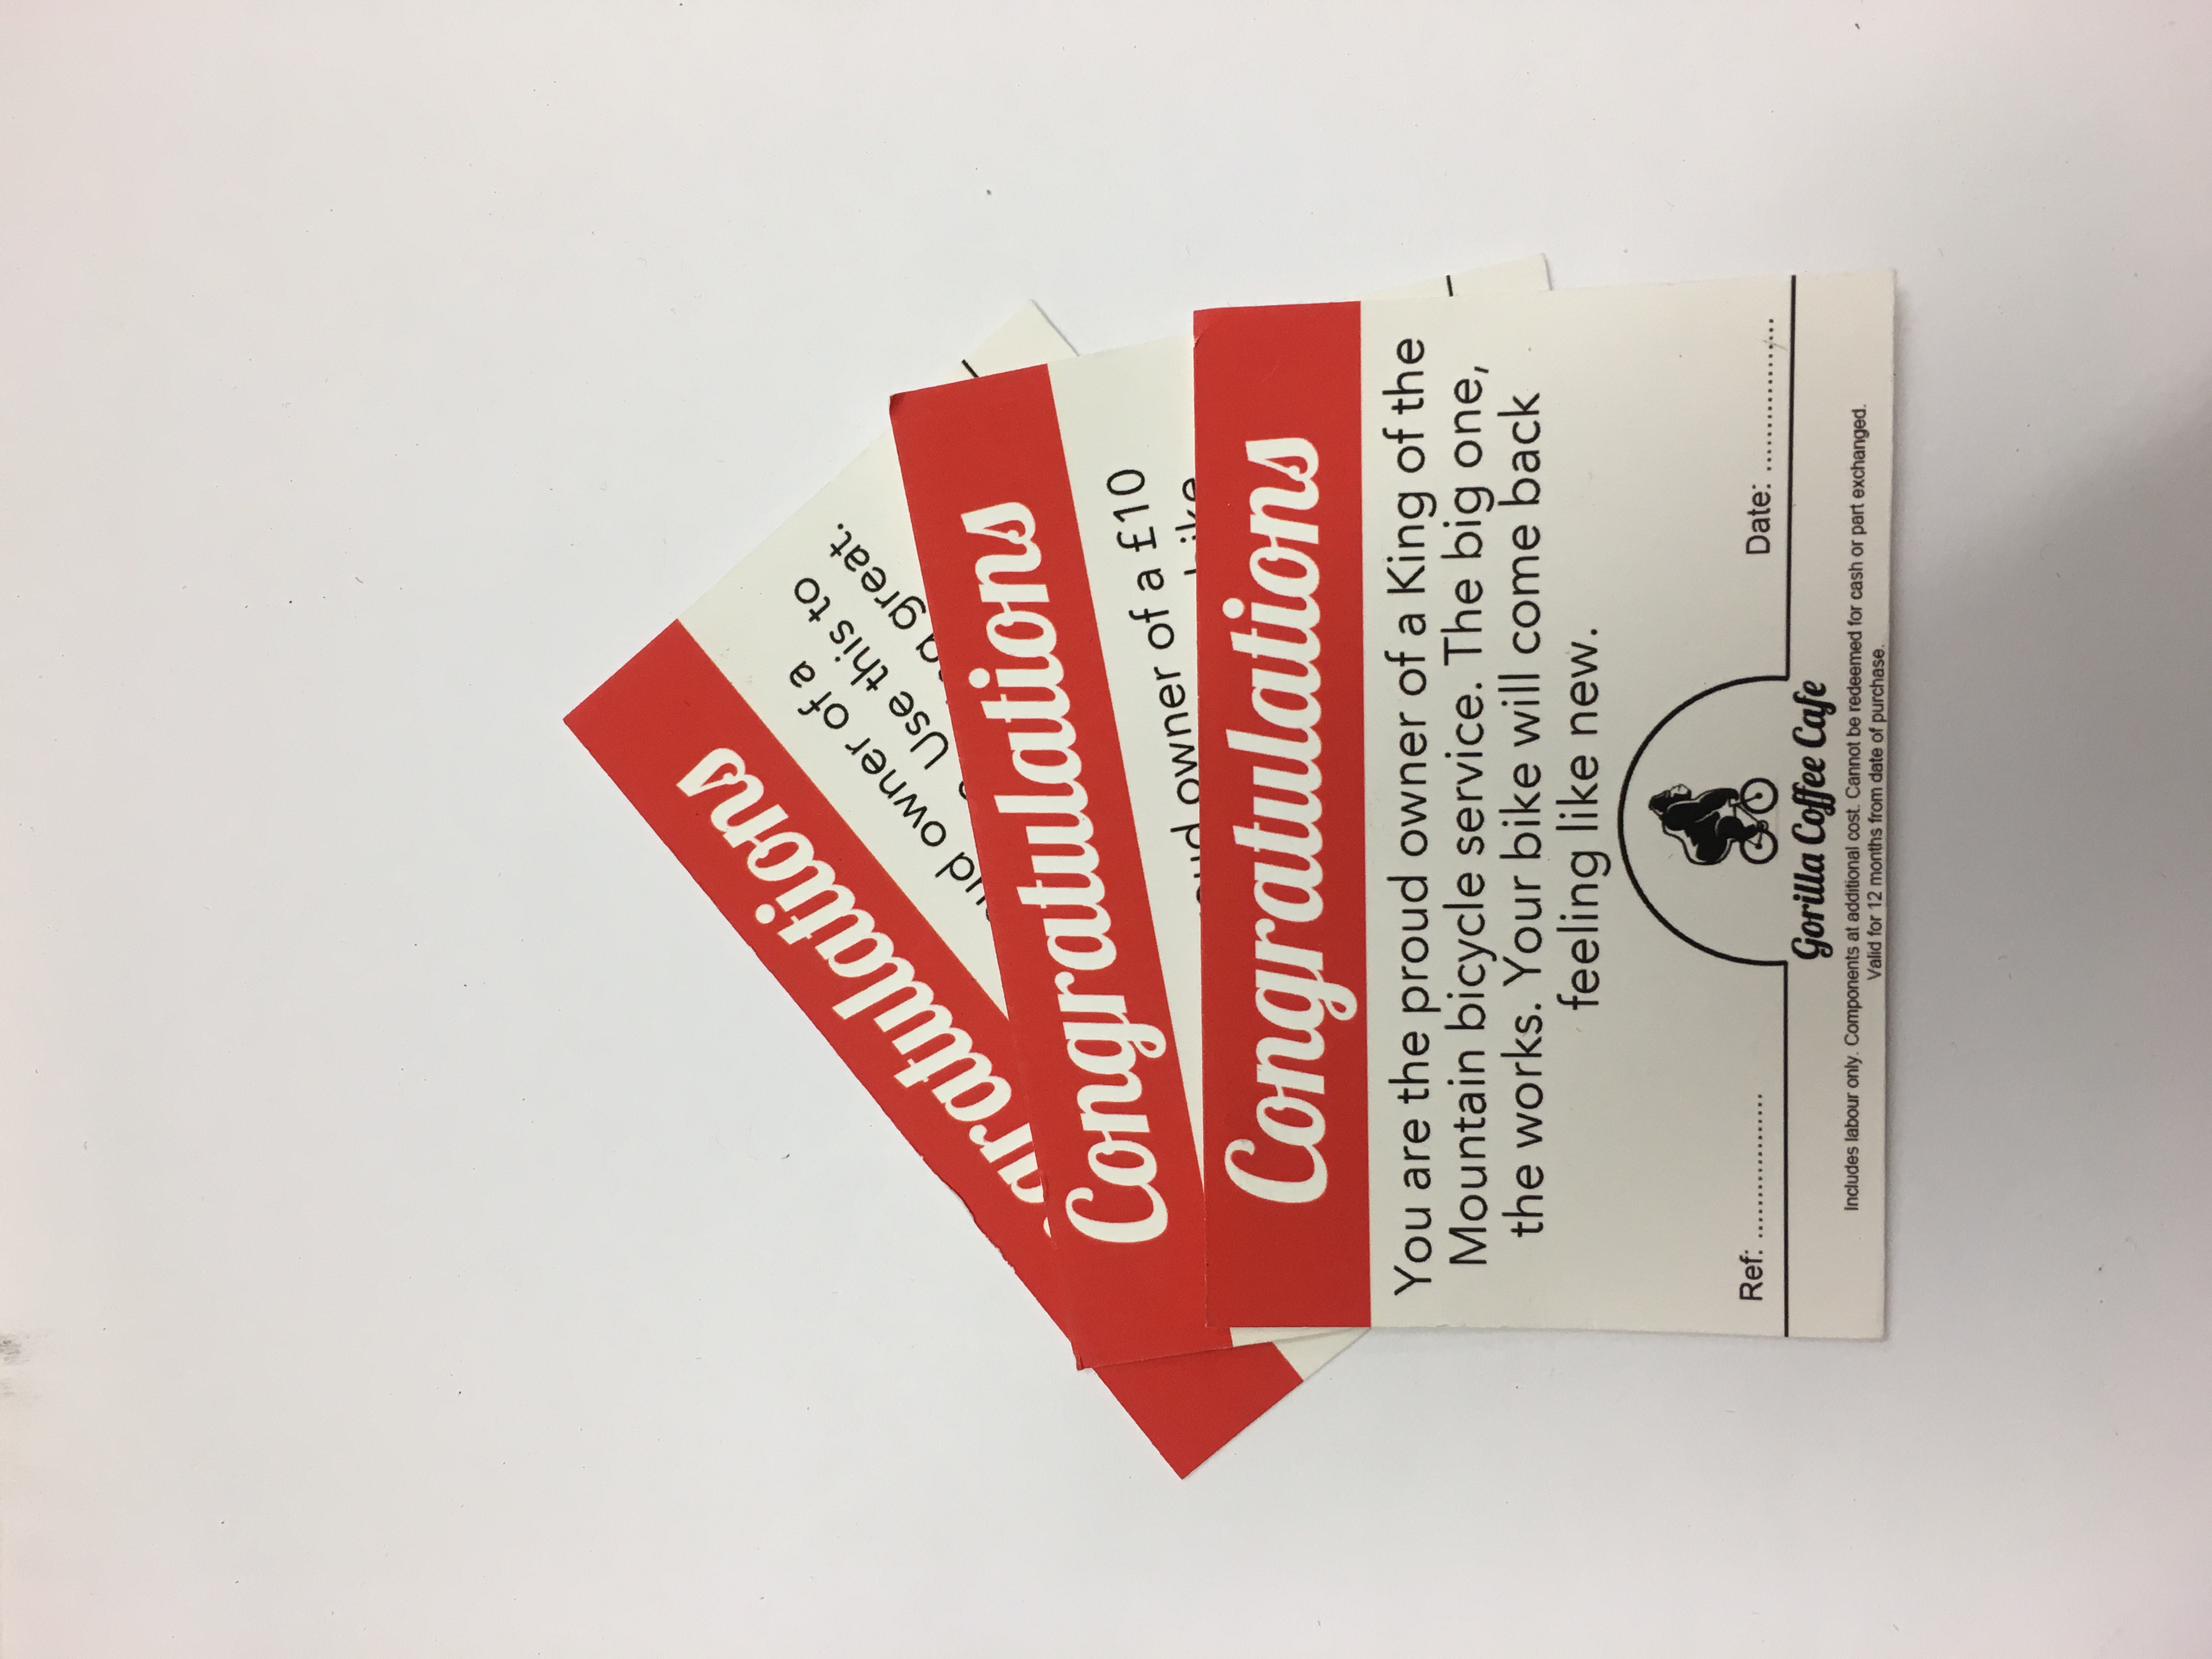 Congratulations
You are the proud owner of a King of the
Mountain bicycle service. The big one,
the works. Your bike will come back
feeling like new.
Ref: ..................
Date: ..................
Gorilla Coffee Cafe
Includes labour only. Components at additional cost. Cannot be redeemed for cash or part exchanged.
Valid for 12 months from date of purchase.
Congratulations
owner of a £10
owner of a
Use this to
great.